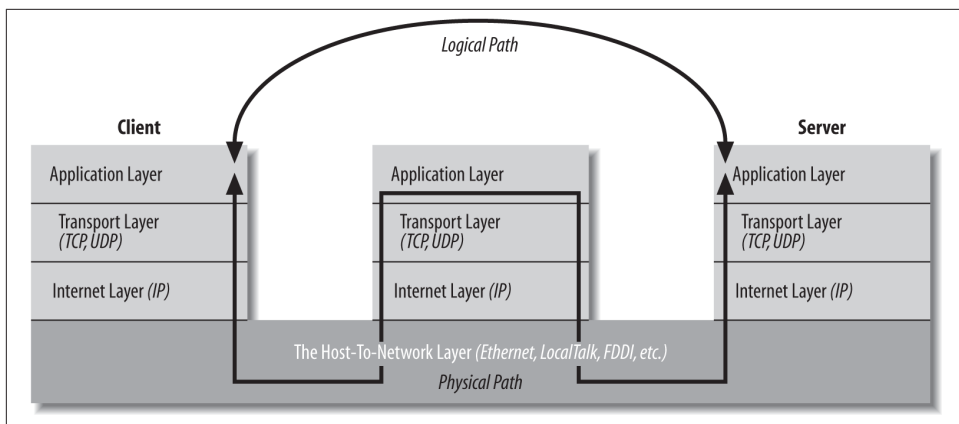 Logical Path
Client
Server
Application Layer
Application Layer
Application Layer
Transport Layer
(TCP, UDP)
Transport Layer
(TCP, UDP)
Transport Layer
(TCP, UDP)
Internet Layer (IP)
Internet Layer (IP)
Internet Layer (IP)
The Host-To-Network Layer (Ethernet, LocalTalk, FDDI, etc.)
Physical Path